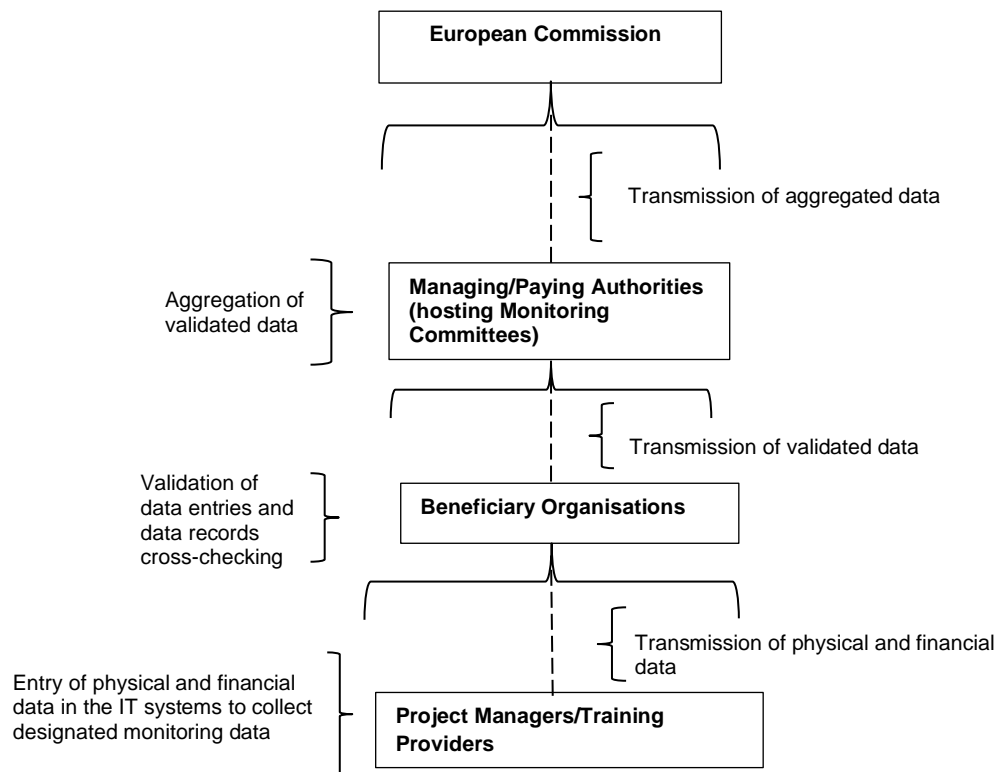 European Commission
Transmission of aggregated data
Managing/Paying Authorities
(hosting Monitoring
Committees)
Aggregation of
validated data
Transmission of validated data
Validation of
data entries and
data records
cross-checking
Beneficiary Organisations
Transmission of physical and financial
data
Entry of physical and financial
data in the IT systems to collect
designated monitoring data
Project Managers/Training
Providers